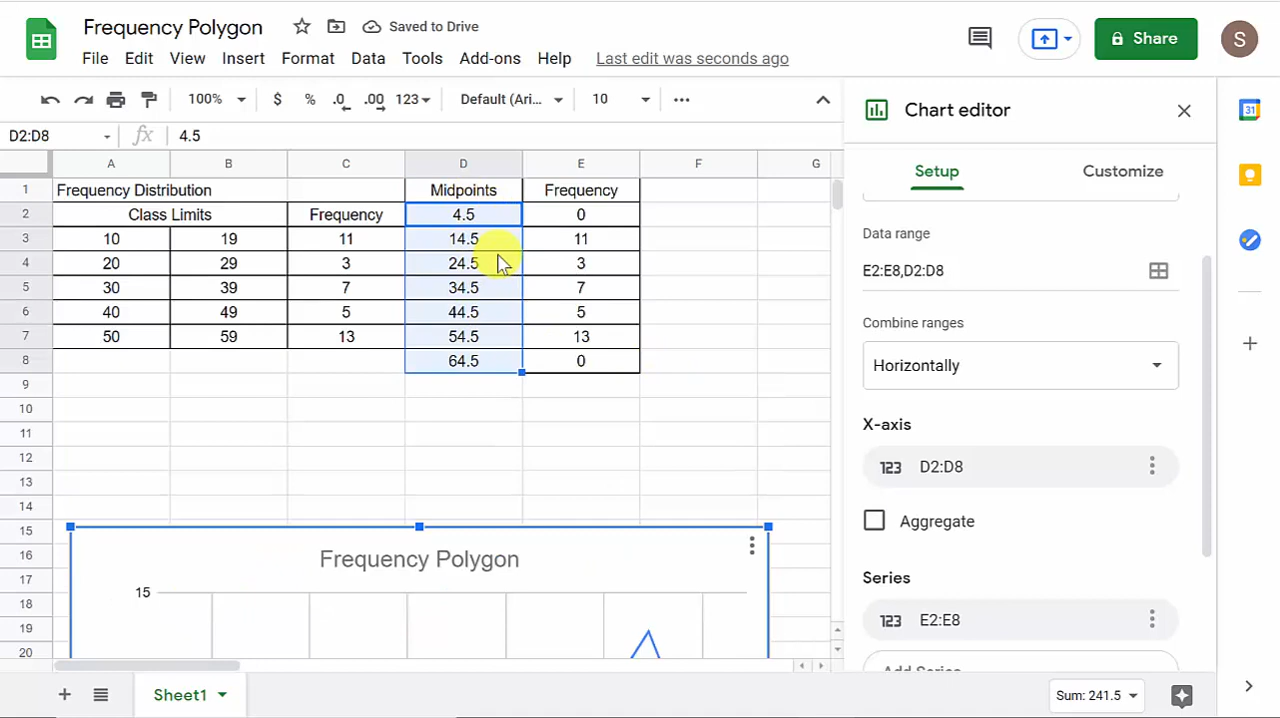 Frequency Polygon Saved to Drive
File Edit View Insert Format Data Tools Add-ons Help Last edit was seconds ago
Share S
100% $ % .0 .00 123 Default (Ari... 10 ...
D2:D8 fx 4.5
A B C D E F G
1 Frequency Distribution Midpoints Frequency
2 Class Limits Frequency 4.5 0
3 10 19 11 14.5 11
4 20 29 3 24.5 3
5 30 39 7 34.5 7
6 40 49 5 44.5 5
7 50 59 13 54.5 13
8 64.5 0
9
10
11
12
13
14
15
16
17
18
19
20
Frequency Polygon
15
Sheet1 Sum: 241.5
Chart editor
Setup Customize
Data range
E2:E8,D2:D8
Combine ranges
Horizontally
X-axis
123 D2:D8
Aggregate
Series
123 E2:E8
Add Series
31